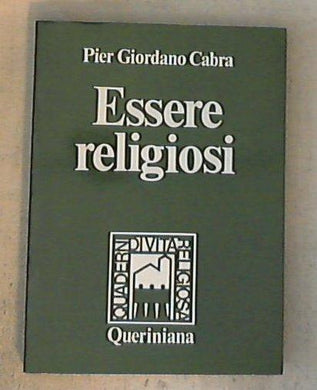 Pier Giordano Cabra
Essere
religiosi
QUADERNI
DI VITA
RELIGIOSA
Queriniana